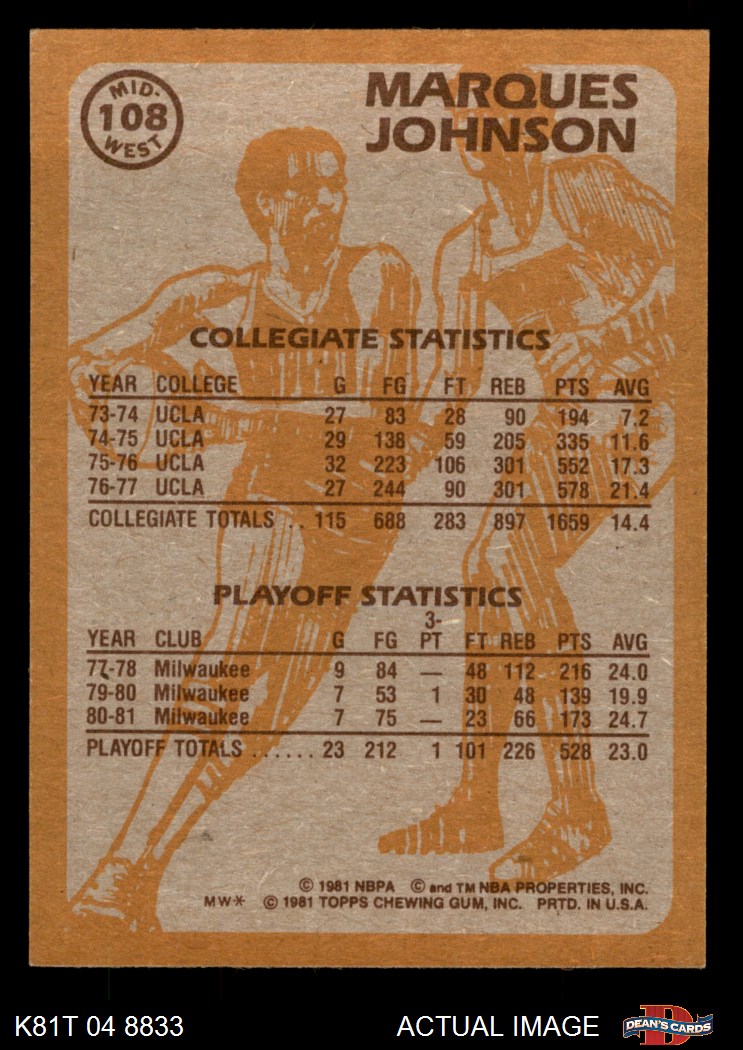 MID-
108
WEST
MARQUES
JOHNSON
COLLEGIATE STATISTICS
YEAR COLLEGE G FG FT REB PTS AVG
73-74 UCLA 27 83 28 90 194 7.2
74-75 UCLA 29 138 59 205 335 11.6
75-76 UCLA 32 223 106 301 552 17.3
76-77 UCLA 27 244 90 301 578 21.4
COLLEGIATE TOTALS .. 115 688 283 897 1659 14.4
PLAYOFF STATISTICS
YEAR CLUB G FG 3-PT FT REB PTS AVG
77-78 Milwaukee 9 84 — 48 112 216 24.0
79-80 Milwaukee 7 53 1 30 48 139 19.9
80-81 Milwaukee 7 75 — 23 66 173 24.7
PLAYOFF TOTALS ...... 23 212 1 101 226 528 23.0
© 1981 NBPA © and TM NBA PROPERTIES, INC.
MW* © 1981 TOPPS CHEWING GUM, INC. PRTD. IN U.S.A.
K81T 04 8833 ACTUAL IMAGE D DEAN'S CARDS